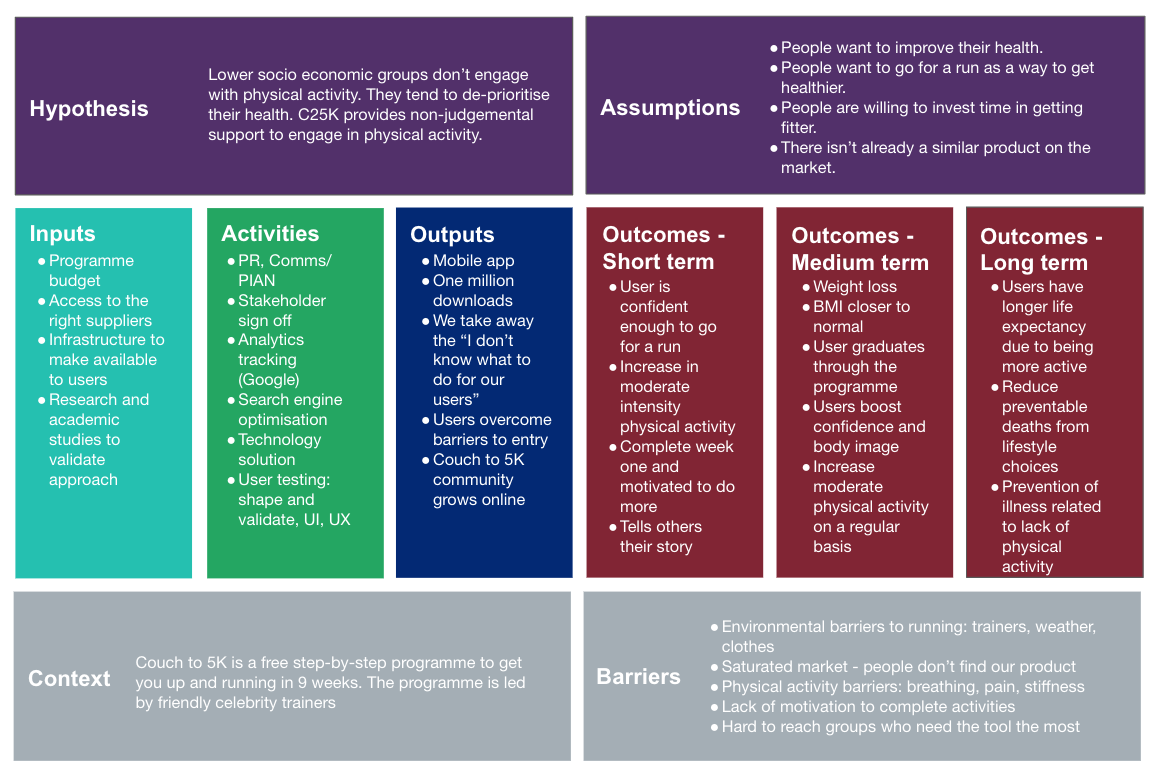 Hypothesis
Lower socio economic groups don’t engage
with physical activity. They tend to de-prioritise
their health. C25K provides non-judgemental
support to engage in physical activity.
Assumptions
●People want to improve their health.
●People want to go for a run as a way to get
healthier.
●People are willing to invest time in getting
fitter.
●There isn’t already a similar product on the
market.
Inputs
●Programme
budget
●Access to the
right suppliers
●Infrastructure to
make available
to users
●Research and
academic
studies to
validate
approach
Activities
●PR, Comms/
PIAN
●Stakeholder
sign off
●Analytics
tracking
(Google)
●Search engine
optimisation
●Technology
solution
●User testing:
shape and
validate, UI, UX
Outputs
●Mobile app
●One million
downloads
●We take away
the “I don’t
know what to
do for our
users”
●Users overcome
barriers to entry
●Couch to 5K
community
grows online
Outcomes -
Short term
●User is
confident
enough to go
for a run
●Increase in
moderate
intensity
physical activity
●Complete week
one and
motivated to do
more
●Tells others
their story
Outcomes -
Medium term
●Weight loss
●BMI closer to
normal
●User graduates
through the
programme
●Users boost
confidence and
body image
●Increase
moderate
physical activity
on a regular
basis
Outcomes -
Long term
●Users have
longer life
expectancy
due to being
more active
●Reduce
preventable
deaths from
lifestyle
choices
●Prevention of
illness related
to lack of
physical
activity
Context
Couch to 5K is a free step-by-step programme to get
you up and running in 9 weeks. The programme is led
by friendly celebrity trainers
Barriers
●Environmental barriers to running: trainers, weather,
clothes
●Saturated market - people don’t find our product
●Physical activity barriers: breathing, pain, stiffness
●Lack of motivation to complete activities
●Hard to reach groups who need the tool the most